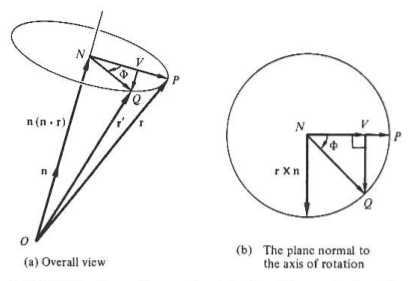 N
V
Φ
P
Q
n(n · r)
r'
r
n
O
(a) Overall view
N
V
P
Φ
r X n
Q
(b) The plane normal to
the axis of rotation